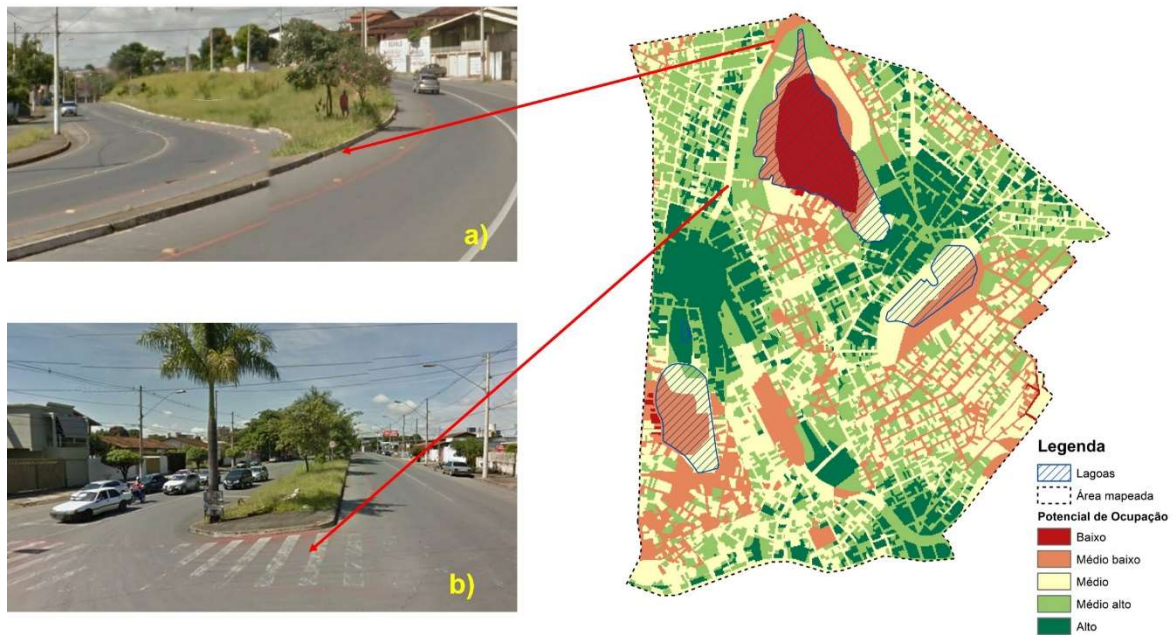 a)
b)
Legenda
Lagoas
Área mapeada
Potencial de Ocupação
Baixo
Médio baixo
Médio
Médio alto
Alto